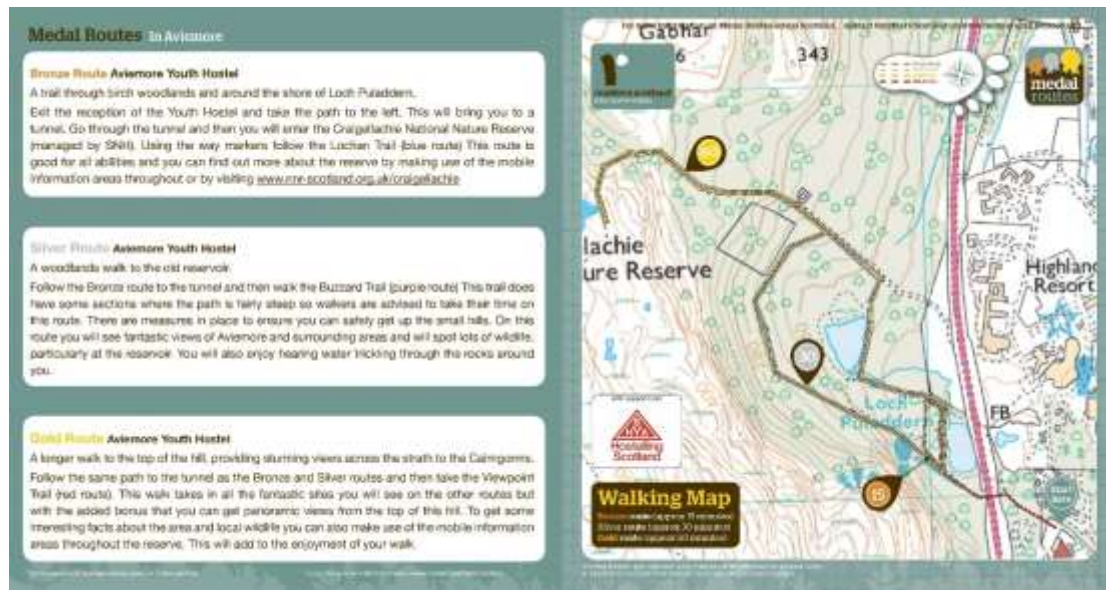 Medal Routes In Aviemore
Bronze Route Aviemore Youth Hostel
A trail through birch woodlands and around the shore of Loch Puladdern.
Exit the reception of the Youth Hostel and take the path to the left. This will bring you to a
tunnel. Go through the tunnel and then you will enter the Craigellachie National Nature Reserve
(managed by SNH). Using the way markers follow the Lochan Trail (blue route) This route is
good for all abilities and you can find out more about the reserve by making use of the mobile
information areas throughout or by visiting www.nnr-scotland.org.uk/craigellachie
Silver Route Aviemore Youth Hostel
A woodlands walk to the old reservoir.
Follow the Bronze route to the tunnel and then walk the Buzzard Trail (purple route) This trail does
have some sections where the path is fairly steep so walkers are advised to take their time on
this route. There are measures in place to ensure you can safely get up the small hills. On this
route you will see fantastic views of Aviemore and surrounding areas and will spot lots of wildlife,
particularly at the reservoir. You will also enjoy hearing water trickling through the rocks around
you.
Gold Route Aviemore Youth Hostel
A longer walk to the top of the hill, providing stunning views across the strath to the Cairngorms.
Follow the same path to the tunnel as the Bronze and Silver routes and then take the Viewpoint
Trail (red route). This walk takes in all the fantastic sites you will see on the other routes but
with the added bonus that you can get panoramic views from the top of this hill. To get some
interesting facts about the area and local wildlife you can also make use of the mobile information
areas throughout the reserve. This will add to the enjoyment of your walk.
Gabhar
6
343
medal
routes
lachie
ure Reserve
Highland
Resort
Loch
Puladdern
FB
Hostelling
Scotland
15
Walking Map